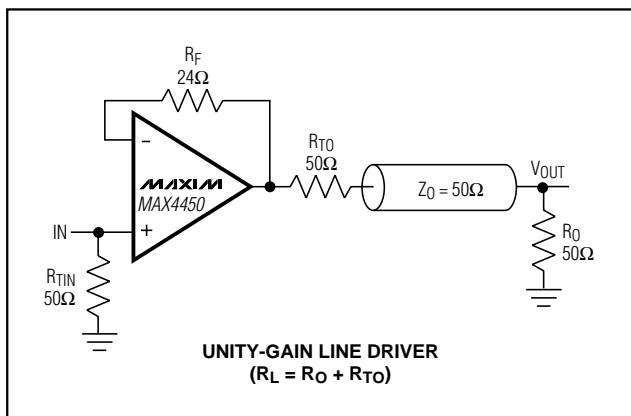 R_F
24Ω
−
MAXIM
MAX4450
+
IN
R_TIN
50Ω
R_TO
50Ω
Z_O = 50Ω
V_OUT
R_O
50Ω
UNITY-GAIN LINE DRIVER
(R_L = R_O + R_TO)